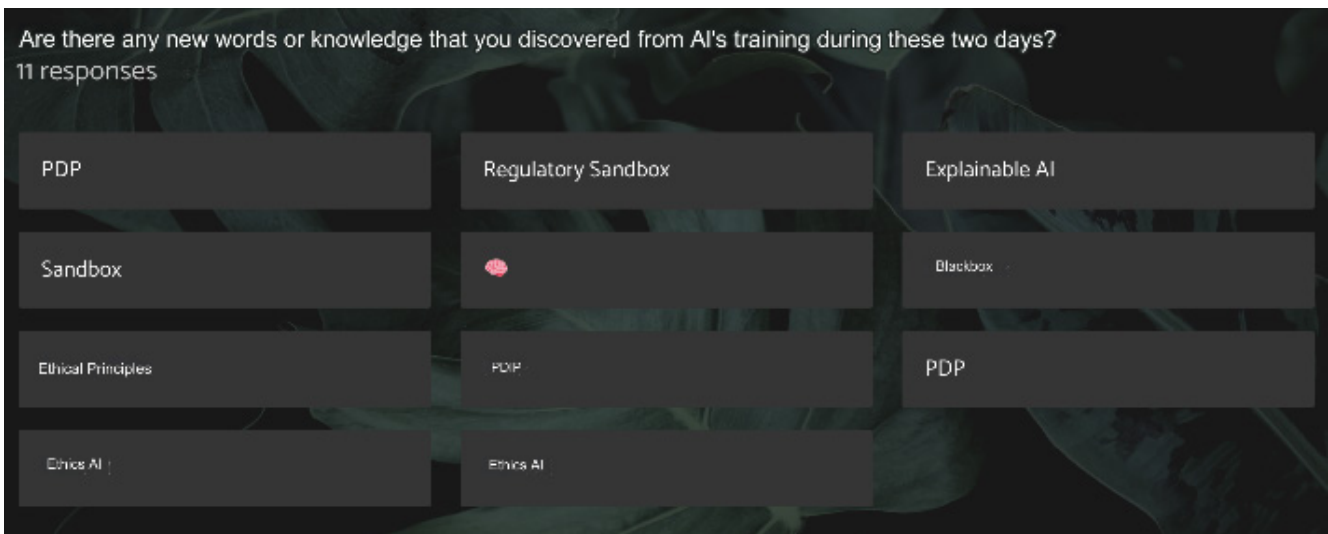 Are there any new words or knowledge that you discovered from AI's training during these two days?
11 responses
PDP
Regulatory Sandbox
Explainable AI
Sandbox
🧠
Blackbox
Ethical Principles
PDP
Ethics AI
Ethics AI